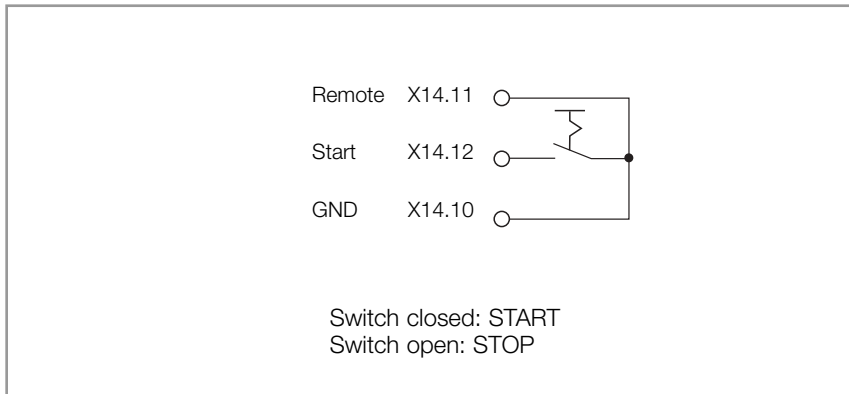 Remote X14.11
Start X14.12
GND X14.10
Switch closed: START
Switch open: STOP